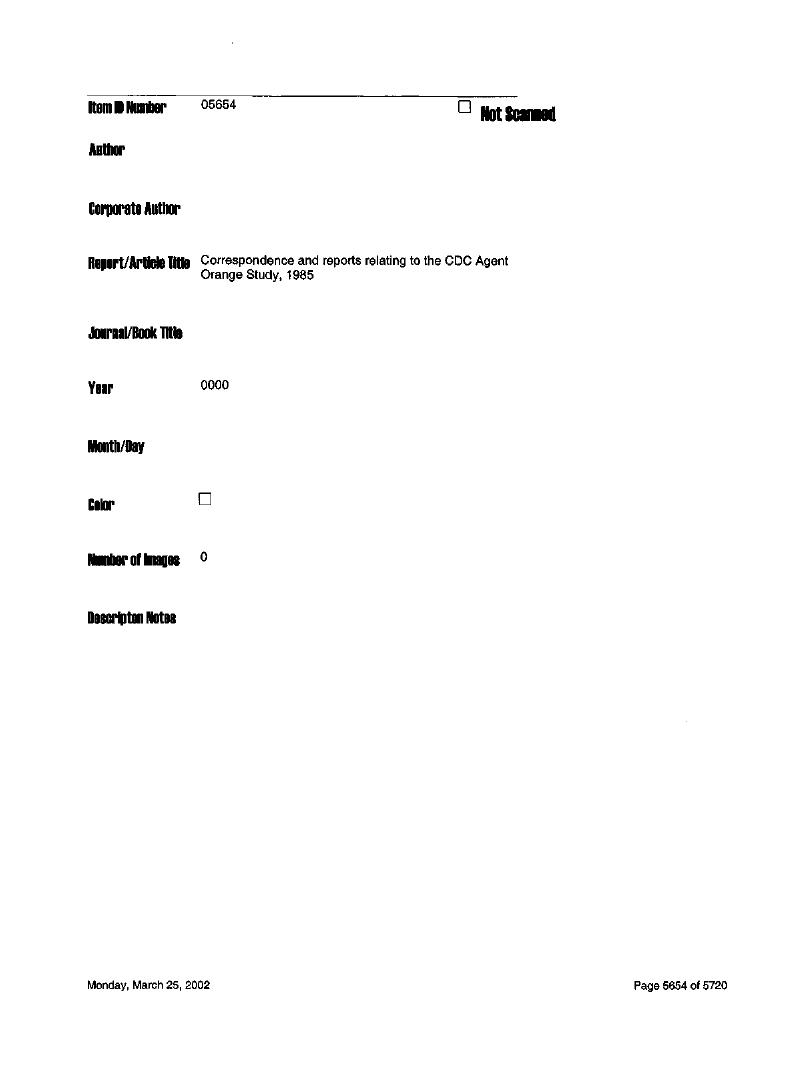 Item ID Number 05654 Not Scanned
Author
Corporate Author
Report/Article Title Correspondence and reports relating to the CDC Agent
Orange Study, 1985
Journal/Book Title
Year 0000
Month/Day
Color
Number of Images 0
Descripton Notes
Monday, March 25, 2002 Page 5654 of 5720